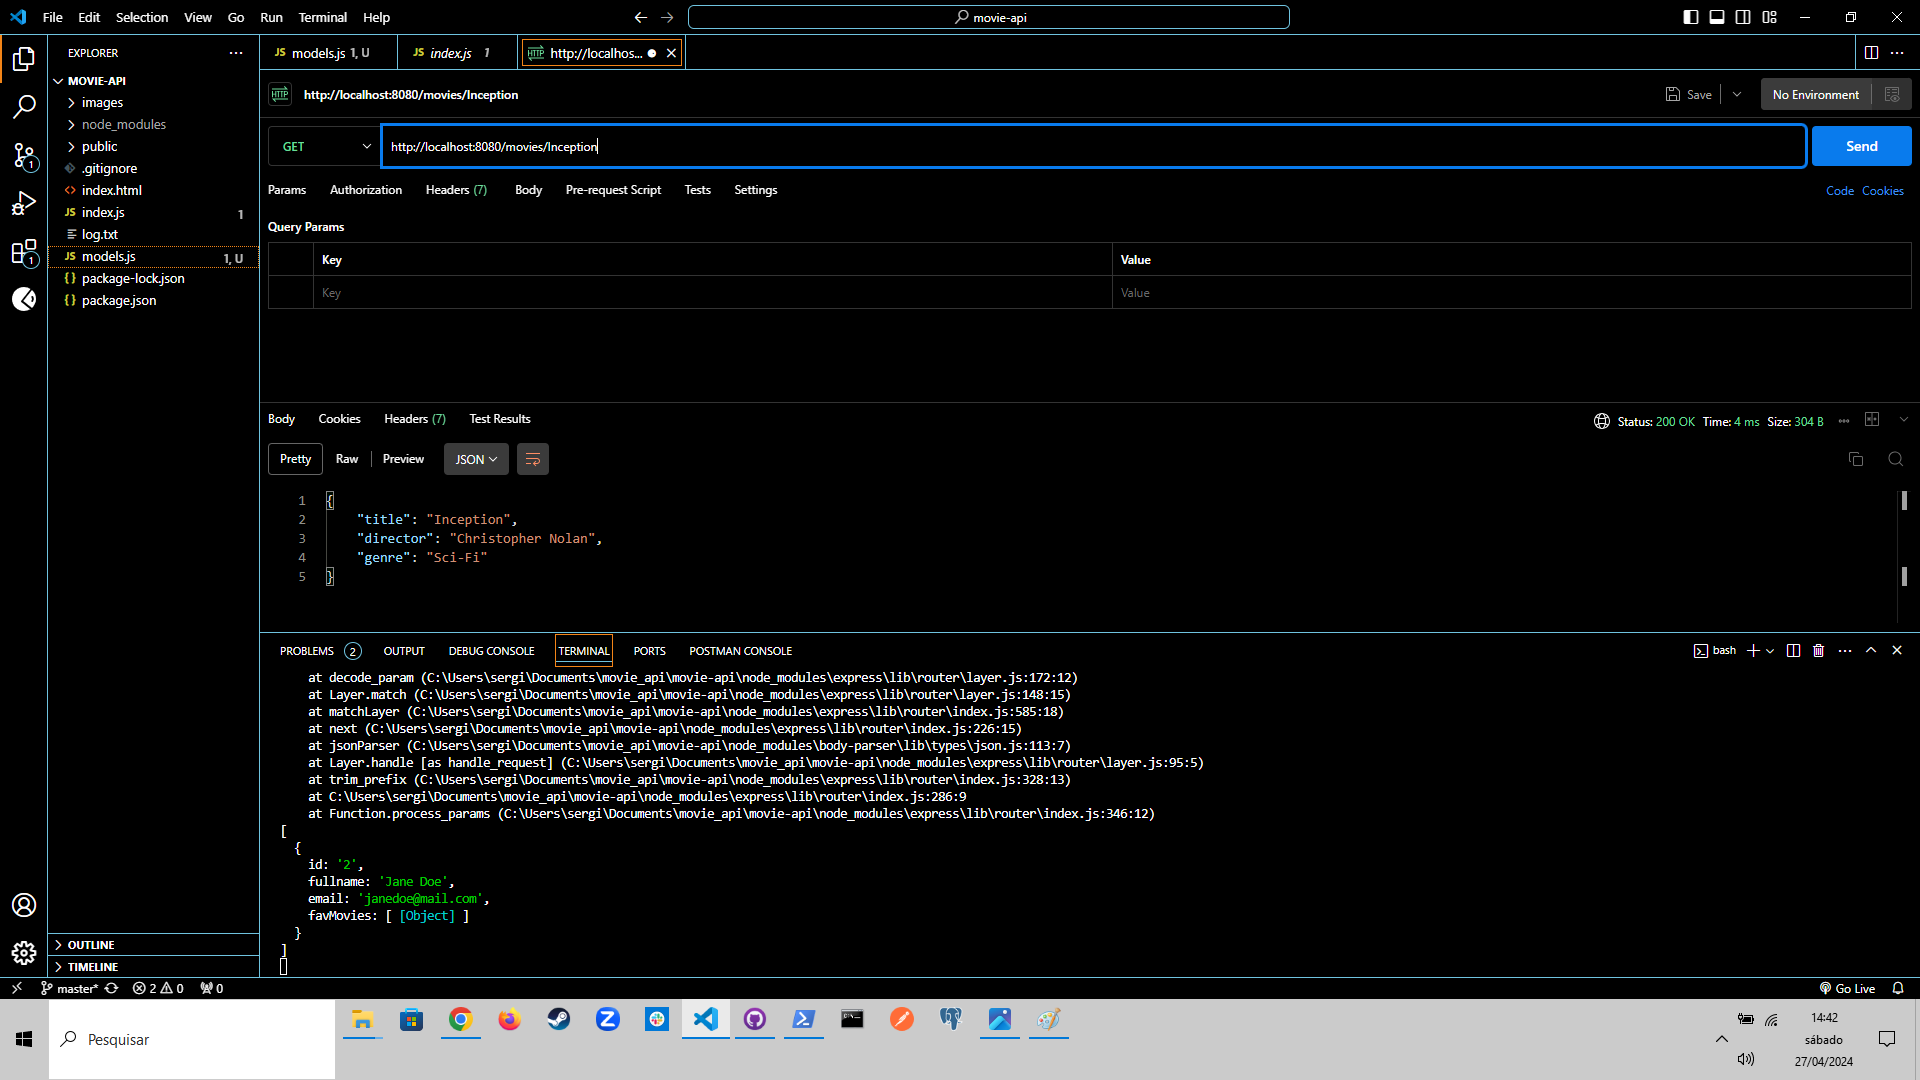 File Edit Selection View Go Run Terminal Help
movie-api
EXPLORER
MOVIE-API
images
node_modules
public
.gitignore
index.html
index.js 1
log.txt
models.js 1, U
package-lock.json
package.json
OUTLINE
TIMELINE
models.js 1, U
index.js 1
http://localhos...
http://localhost:8080/movies/Inception
Save
No Environment
GET
http://localhost:8080/movies/Inception
Send
Params Authorization Headers (7) Body Pre-request Script Tests Settings
Code Cookies
Query Params
Key Value
Key Value
Body Cookies Headers (7) Test Results
Status: 200 OK Time: 4 ms Size: 304 B
Pretty Raw Preview JSON
1 {
2 "title": "Inception",
3 "director": "Christopher Nolan",
4 "genre": "Sci-Fi"
5 }
PROBLEMS 2 OUTPUT DEBUG CONSOLE TERMINAL PORTS POSTMAN CONSOLE
bash
at decode_param (C:\Users\sergi\Documents\movie_api\movie-api\node_modules\express\lib\router\layer.js:172:12)
at Layer.match (C:\Users\sergi\Documents\movie_api\movie-api\node_modules\express\lib\router\layer.js:148:15)
at matchLayer (C:\Users\sergi\Documents\movie_api\movie-api\node_modules\express\lib\router\index.js:585:18)
at next (C:\Users\sergi\Documents\movie_api\movie-api\node_modules\express\lib\router\index.js:226:15)
at jsonParser (C:\Users\sergi\Documents\movie_api\movie-api\node_modules\body-parser\lib\types\json.js:113:7)
at Layer.handle [as handle_request] (C:\Users\sergi\Documents\movie_api\movie-api\node_modules\express\lib\router\layer.js:95:5)
at trim_prefix (C:\Users\sergi\Documents\movie_api\movie-api\node_modules\express\lib\router\index.js:328:13)
at C:\Users\sergi\Documents\movie_api\movie-api\node_modules\express\lib\router\index.js:286:9
at Function.process_params (C:\Users\sergi\Documents\movie_api\movie-api\node_modules\express\lib\router\index.js:346:12)
[
{
id: '2',
fullname: 'Jane Doe',
email: 'janedoe@mail.com',
favMovies: [ [Object] ]
}
]
master* 2 0 0
Go Live
Pesquisar
14:42
sábado
27/04/2024